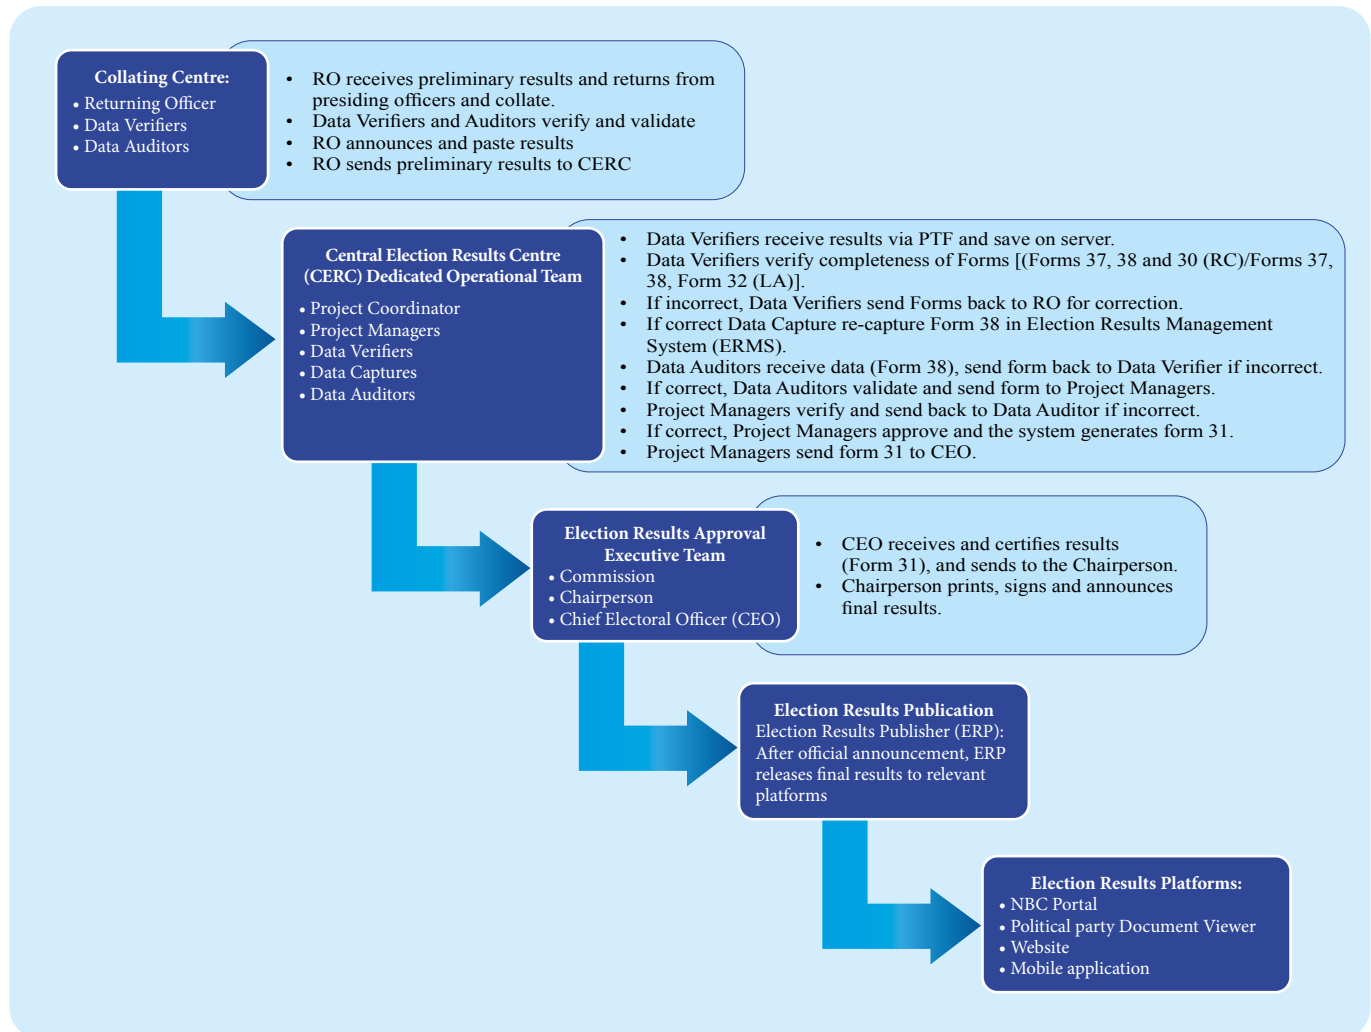 Collating Centre:
• Returning Officer
• Data Verifiers
• Data Auditors
• RO receives preliminary results and returns from
presiding officers and collate.
• Data Verifiers and Auditors verify and validate
• RO announces and paste results
• RO sends preliminary results to CERC
Central Election Results Centre
(CERC) Dedicated Operational Team
• Project Coordinator
• Project Managers
• Data Verifiers
• Data Captures
• Data Auditors
• Data Verifiers receive results via PTF and save on server.
• Data Verifiers verify completeness of Forms [(Forms 37, 38 and 30 (RC)/Forms 37,
38, Form 32 (LA)].
• If incorrect, Data Verifiers send Forms back to RO for correction.
• If correct Data Capture re-capture Form 38 in Election Results Management
System (ERMS).
• Data Auditors receive data (Form 38), send form back to Data Verifier if incorrect.
• If correct, Data Auditors validate and send form to Project Managers.
• Project Managers verify and send back to Data Auditor if incorrect.
• If correct, Project Managers approve and the system generates form 31.
• Project Managers send form 31 to CEO.
Election Results Approval
Executive Team
• Commission
• Chairperson
• Chief Electoral Officer (CEO)
• CEO receives and certifies results
(Form 31), and sends to the Chairperson.
• Chairperson prints, signs and announces
final results.
Election Results Publication
Election Results Publisher (ERP):
After official announcement, ERP
releases final results to relevant
platforms
Election Results Platforms:
• NBC Portal
• Political party Document Viewer
• Website
• Mobile application